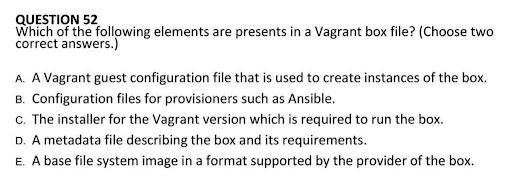 QUESTION 52
Which of the following elements are presents in a Vagrant box file? (Choose two
correct answers.)
A. A Vagrant guest configuration file that is used to create instances of the box.
B. Configuration files for provisioners such as Ansible.
C. The installer for the Vagrant version which is required to run the box.
D. A metadata file describing the box and its requirements.
E. A base file system image in a format supported by the provider of the box.